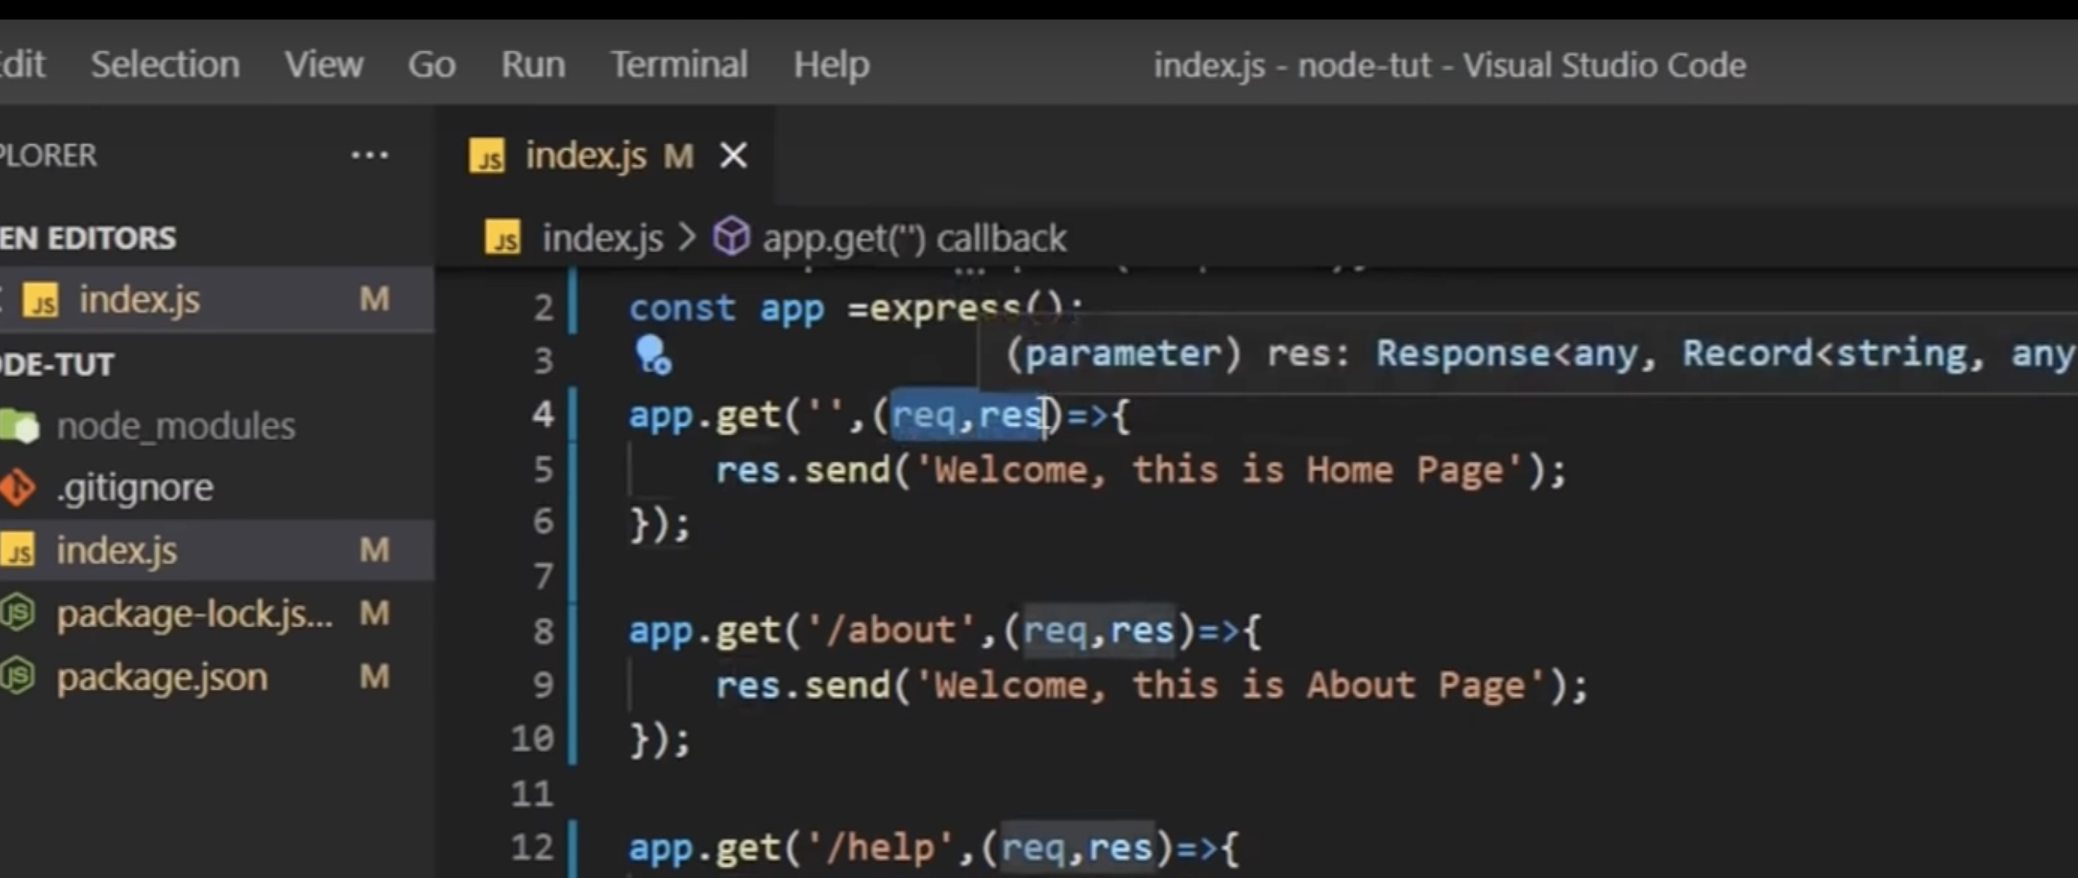 Selection View Go Run Terminal Help index.js - node-tut - Visual Studio Code
index.js M
index.js > app.get('') callback
EN EDITORS
index.js M
DE-TUT
node_modules
.gitignore
index.js M
package-lock.js... M
package.json M
2 const app =express();
3
(parameter) res: Response<any, Record<string, any
4 app.get('',(req,res)=>{
5 res.send('Welcome, this is Home Page');
6 });
7
8 app.get('/about',(req,res)=>{
9 res.send('Welcome, this is About Page');
10 });
11
12 app.get('/help',(req,res)=>{